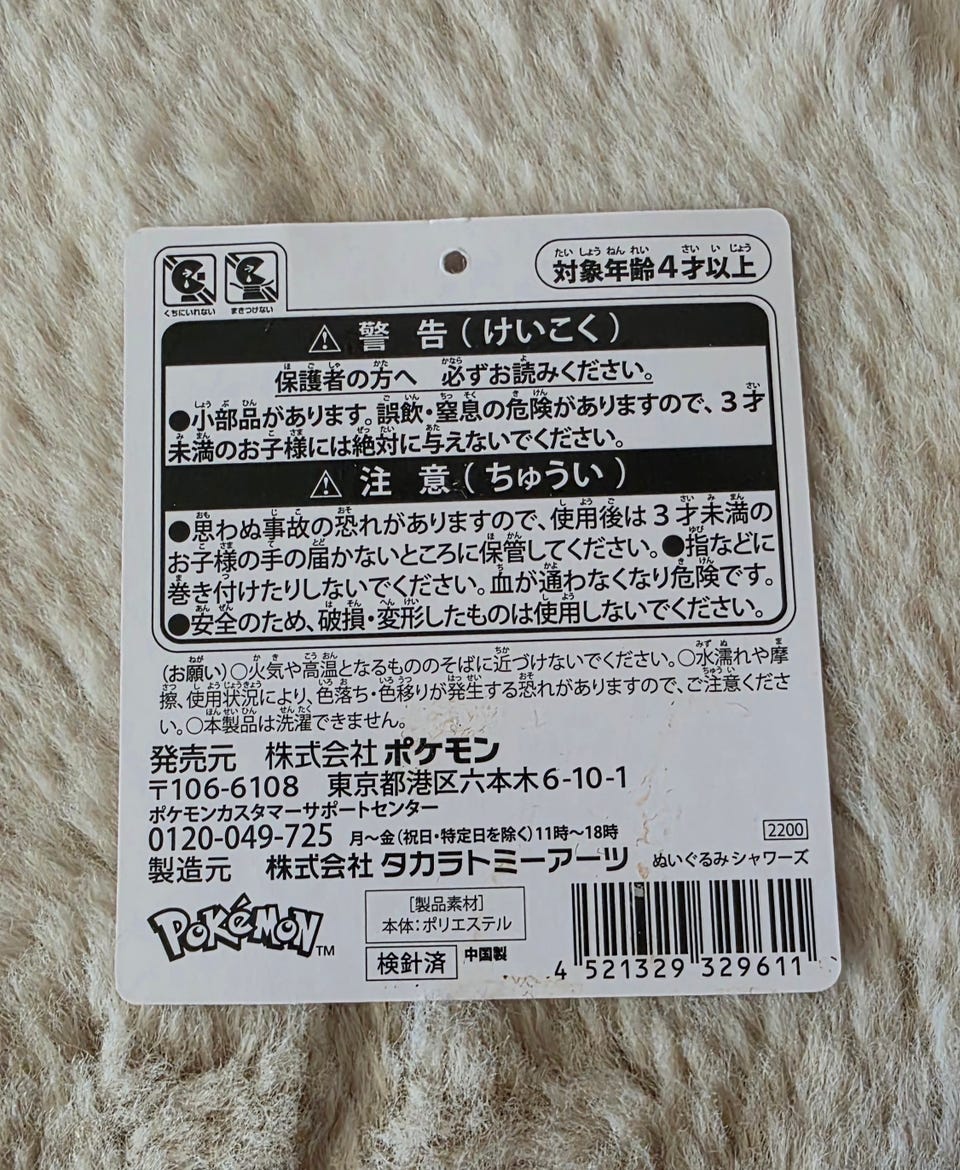 対象年齢4才以上
くちにいれない まきつけない
警 告(けいこく)
保護者の方へ 必ずお読みください。
●小部品があります。誤飲・窒息の危険がありますので、3才
未満のお子様には絶対に与えないでください。
注 意(ちゅうい)
●思わぬ事故の恐れがありますので、使用後は3才未満の
お子様の手の届かないところに保管してください。●指などに
巻き付けたりしないでください。血が通わなくなり危険です。
●安全のため、破損・変形したものは使用しないでください。
(お願い)○火気や高温となるもののそばに近づけないでください。○水濡れや摩
擦、使用状況により、色落ち・色移りが発生する恐れがありますので、ご注意くださ
い。○本製品は洗濯できません。
発売元 株式会社ポケモン
〒106-6108 東京都港区六本木6-10-1
ポケモンカスタマーサポートセンター
0120-049-725 月～金(祝日・特定日を除く)11時～18時
2200
製造元 株式会社タカラトミーアーツ ぬいぐるみシャワーズ
POKéMON TM
[製品素材]
本体:ポリエステル
検針済 中国製
4 521329 329611